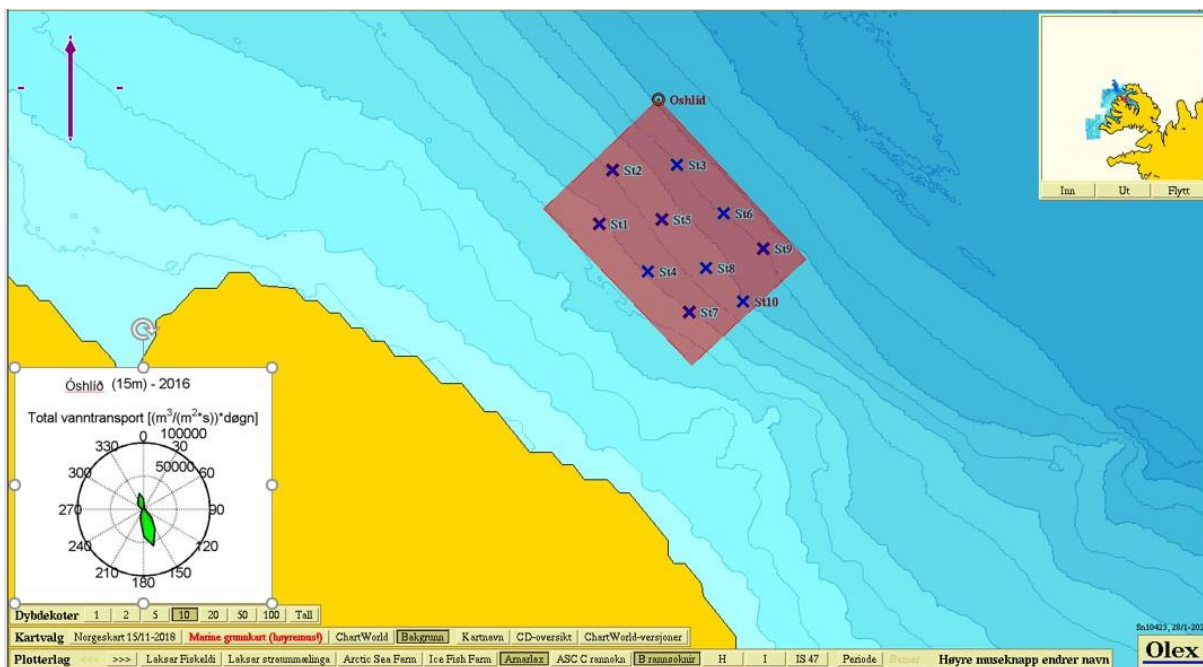 Oshlid
St3
St2
St6
St5
St1
St9
St8
St4
St10
St7
Inn Ut Flytt
Óshlíð (15m) - 2016
Total vanntransport [(m³/(m²*s))*døgn]
0 100000
330 30
50000
300 60
270 90
240 120
210 150
180
Dybdekoter 1 2 5 10 20 50 100 Tall
Kartvalg Norgeskart 15/11-2018 Marine grunnkart (høyremus!) ChartWorld Bakgrunn Kartnavn CD-oversikt ChartWorld-versjoner
Plotterlag <<< >>> Laksar Fiskeldi Laksar straummælinga Arctic Sea Farm Ice Fish Farm Arnarlax ASC C rannokn B rannsoknir H I IS 47 Periode Høyre museknapp endrer navn
Olex